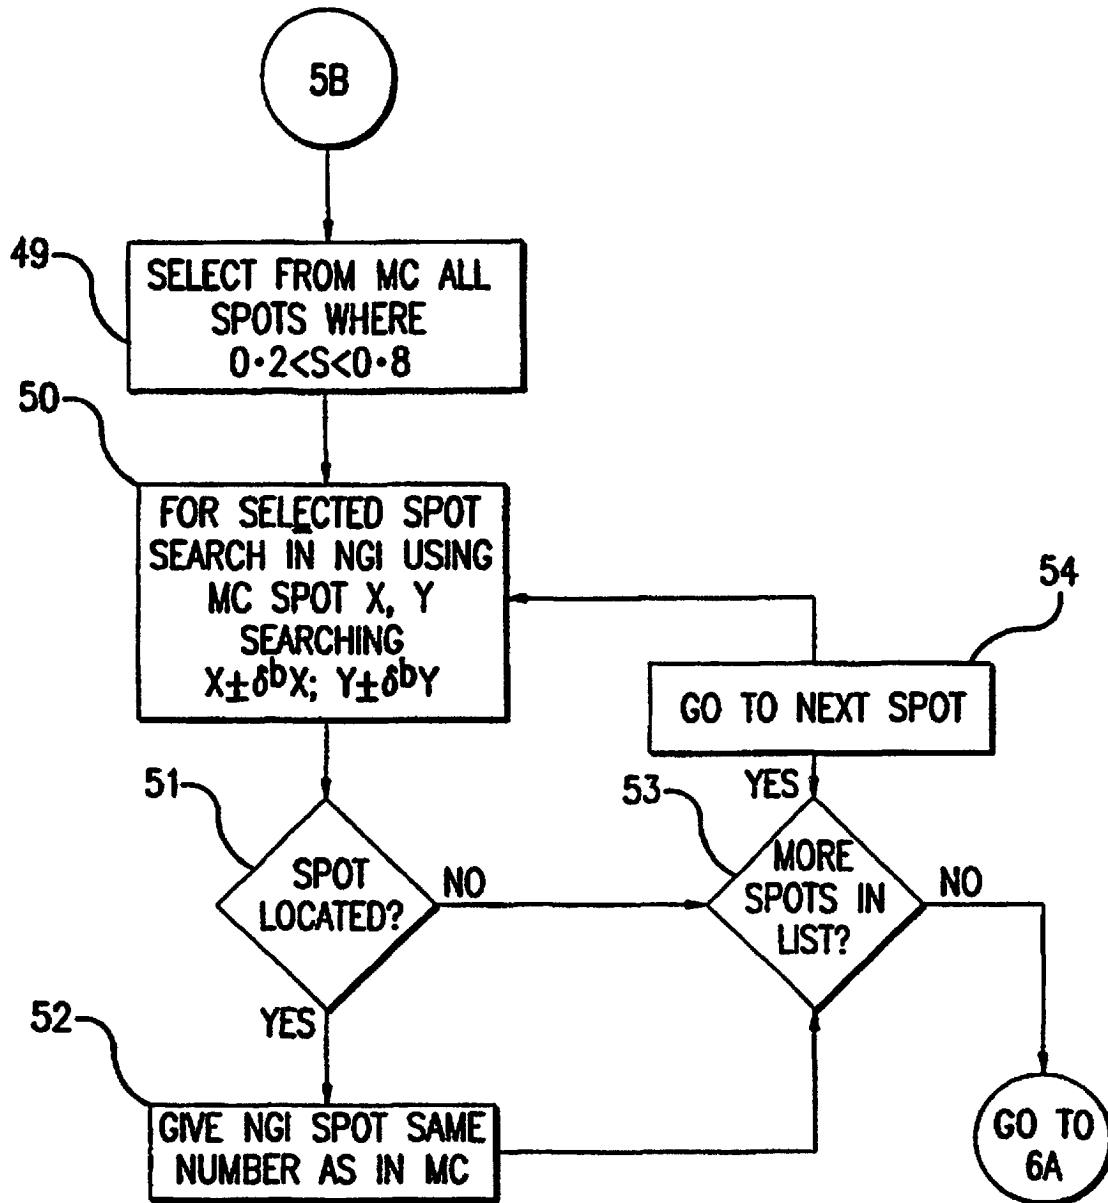 5B
49
SELECT FROM MC ALL
SPOTS WHERE
0·2<S<0·8
50
FOR SELECTED SPOT
SEARCH IN NGI USING
MC SPOT X, Y
SEARCHING
X±δᵇX; Y±δᵇY
54
GO TO NEXT SPOT
51
SPOT
LOCATED?
NO
YES
53
MORE
SPOTS IN
LIST?
YES
NO
52
GIVE NGI SPOT SAME
NUMBER AS IN MC
GO TO
6A